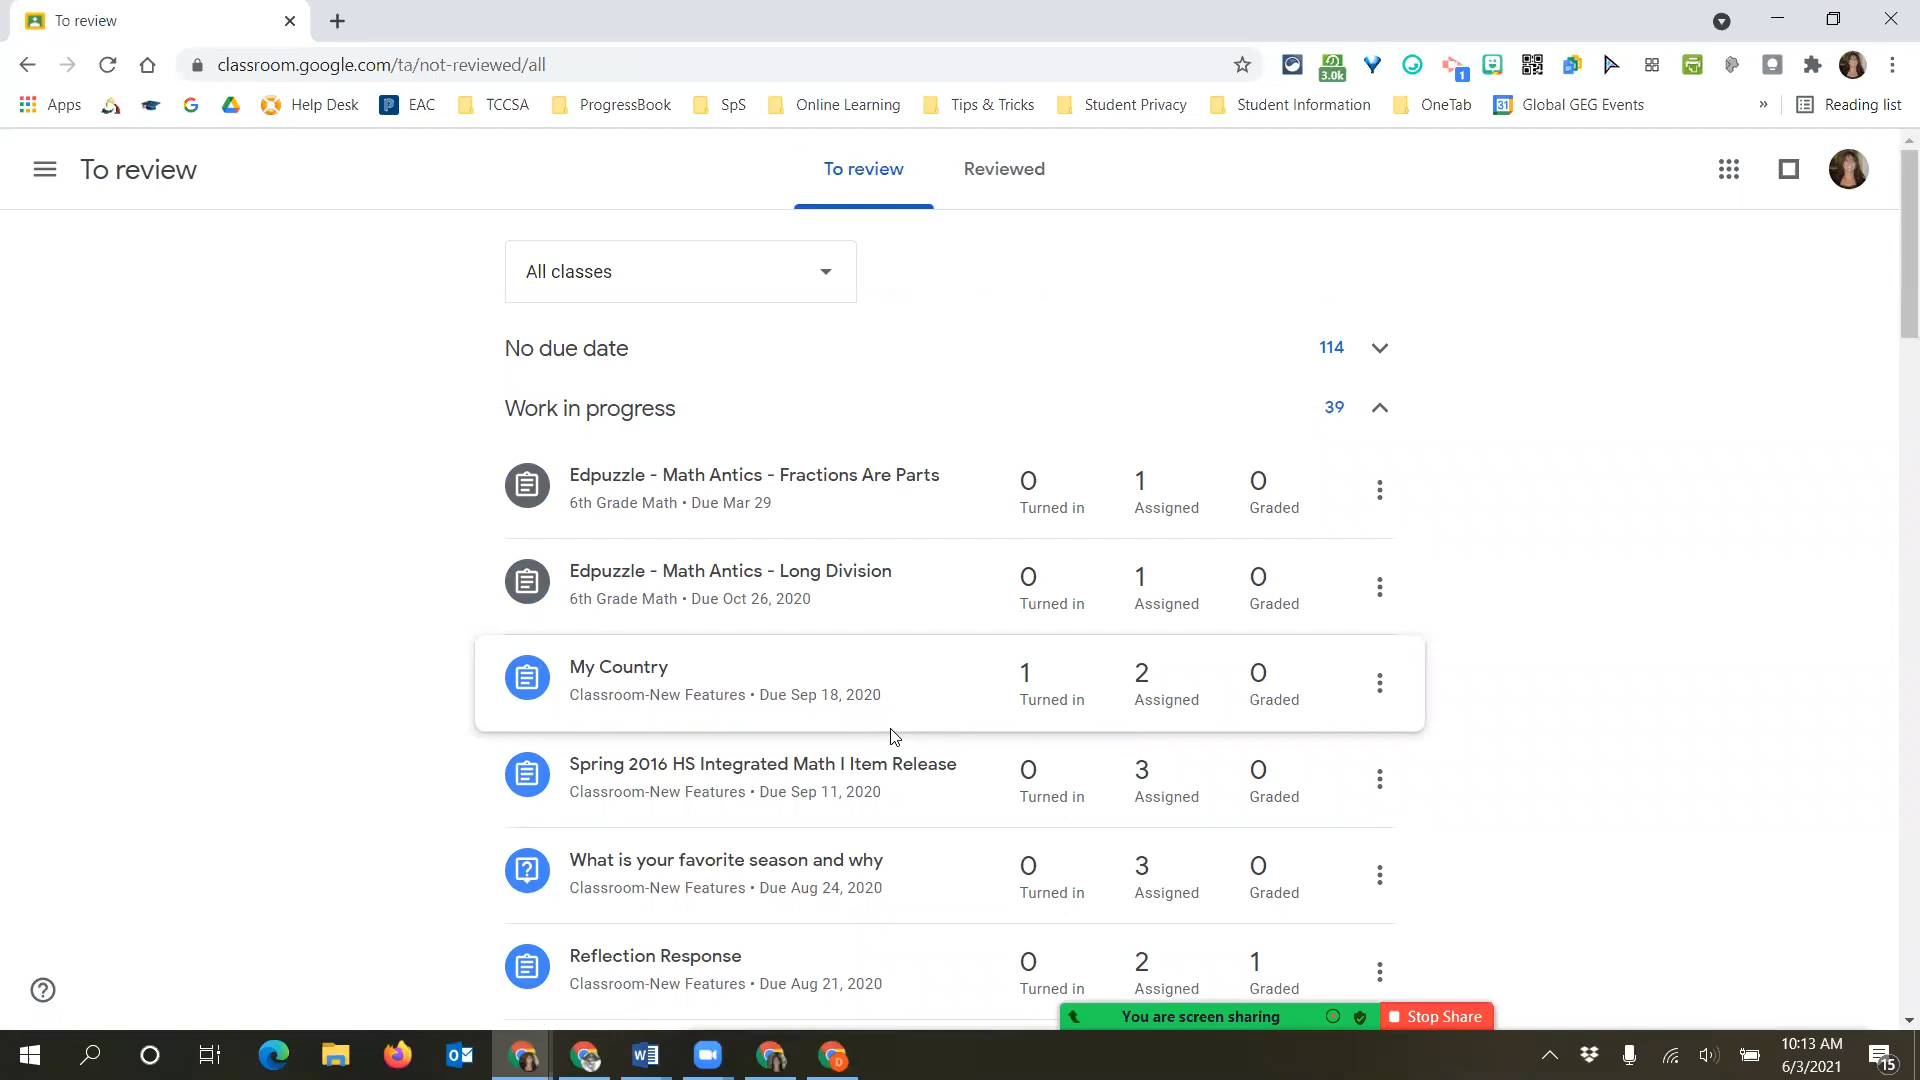 To review
classroom.google.com/ta/not-reviewed/all
3.0k
1
Apps
Help Desk
EAC
TCCSA
ProgressBook
SpS
Online Learning
Tips & Tricks
Student Privacy
Student Information
OneTab
31
Global GEG Events
»
Reading list
To review
To review
Reviewed
All classes
No due date
114
Work in progress
39
Edpuzzle - Math Antics - Fractions Are Parts
6th Grade Math • Due Mar 29
0
Turned in
1
Assigned
0
Graded
Edpuzzle - Math Antics - Long Division
6th Grade Math • Due Oct 26, 2020
0
Turned in
1
Assigned
0
Graded
My Country
Classroom-New Features • Due Sep 18, 2020
1
Turned in
2
Assigned
0
Graded
Spring 2016 HS Integrated Math I Item Release
Classroom-New Features • Due Sep 11, 2020
0
Turned in
3
Assigned
0
Graded
What is your favorite season and why
Classroom-New Features • Due Aug 24, 2020
0
Turned in
3
Assigned
0
Graded
Reflection Response
Classroom-New Features • Due Aug 21, 2020
0
Turned in
2
Assigned
1
Graded
You are screen sharing
Stop Share
10:13 AM
6/3/2021
15